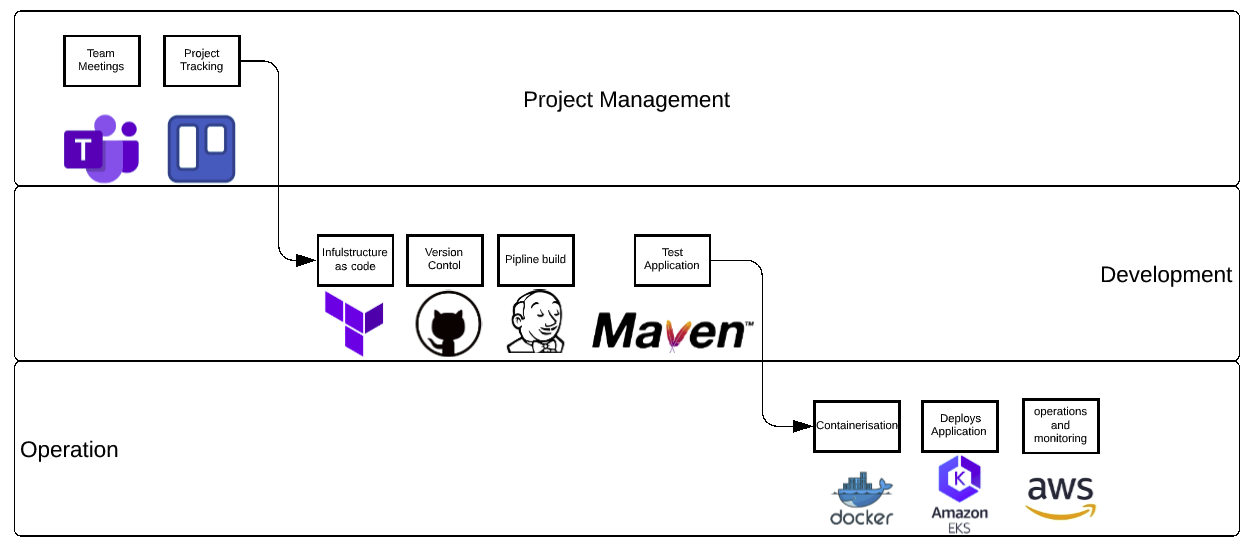 Team
Meetings
Project
Tracking
Project Management
T
Infulstructure
as code
Version
Contol
Pipline build
Test
Application
Development
Maven™
Containerisation
Deploys
Application
operations
and
monitoring
Operation
docker
K
Amazon
EKS
aws